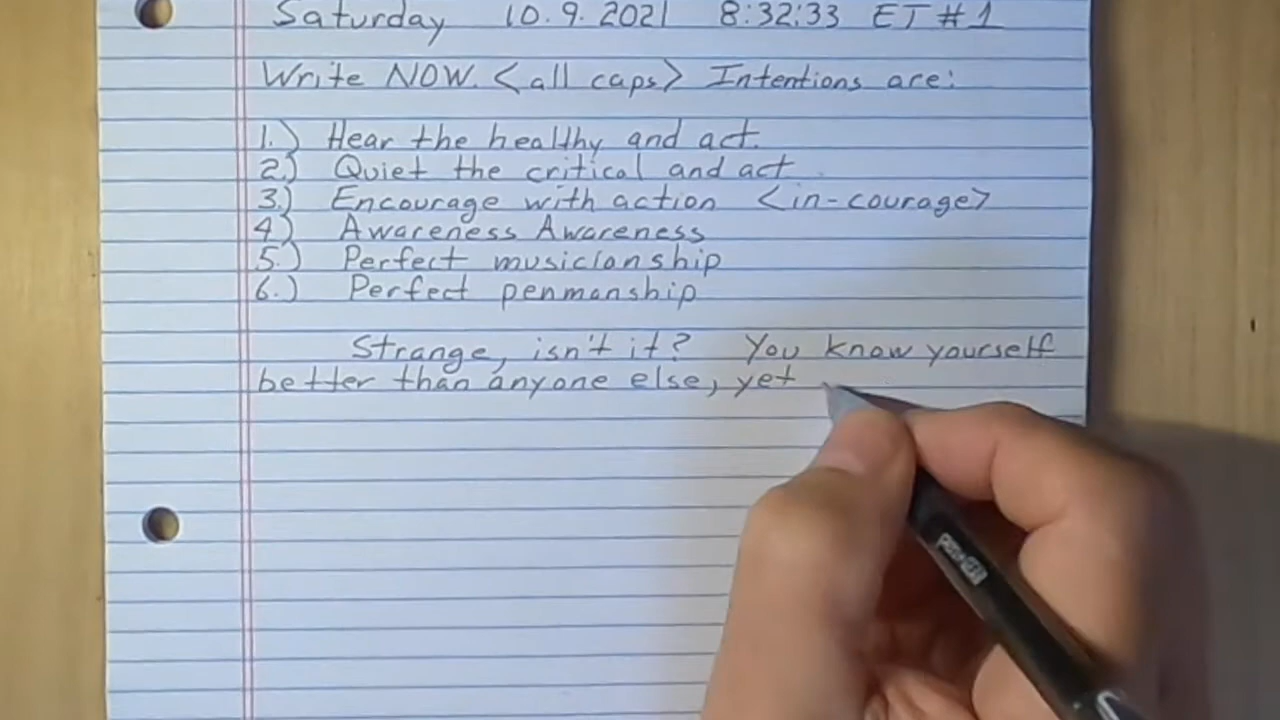 Saturday 10.9.2021 8:32:33 ET #1
Write NOW. <all caps> Intentions are:
1.) Hear the healthy and act.
2.) Quiet the critical and act
3.) Encourage with action <in-courage>
4.) Awareness Awareness
5.) Perfect musicianship
6.) Perfect penmanship
Strange, isn't it? You know yourself
better than anyone else, yet